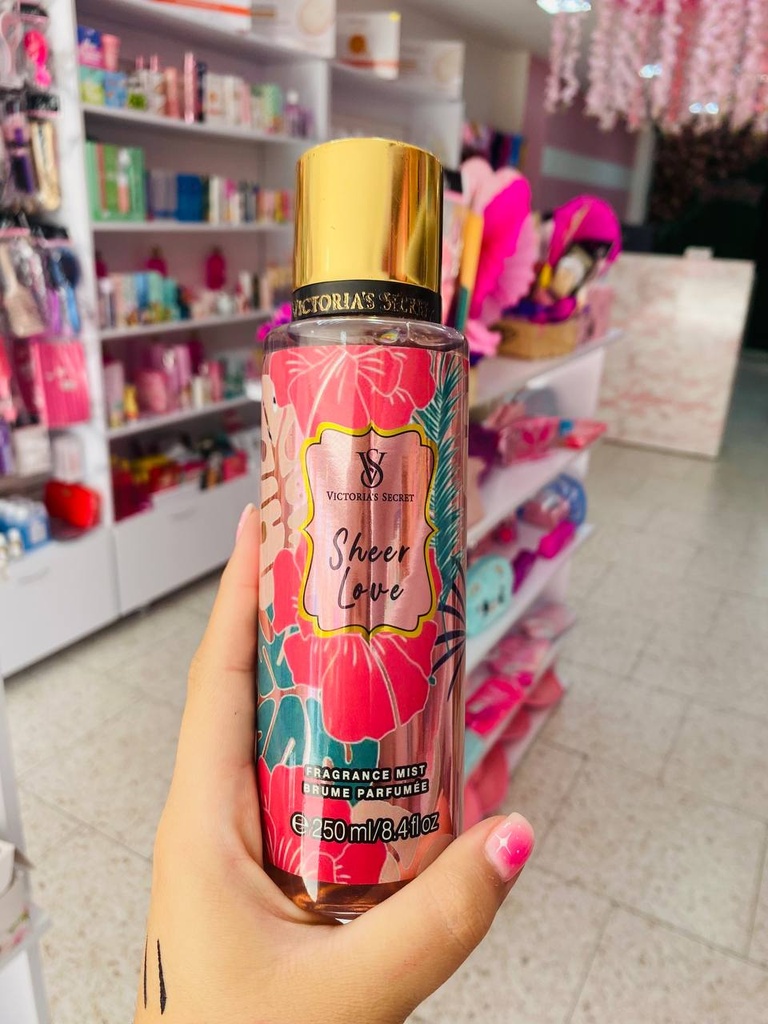 VICTORIA'S SECRET
VS
VICTORIA'S SECRET
Sheer
Love
FRAGRANCE MIST
BRUME PARFUMÉE
℮ 250 ml/8.4 fl oz